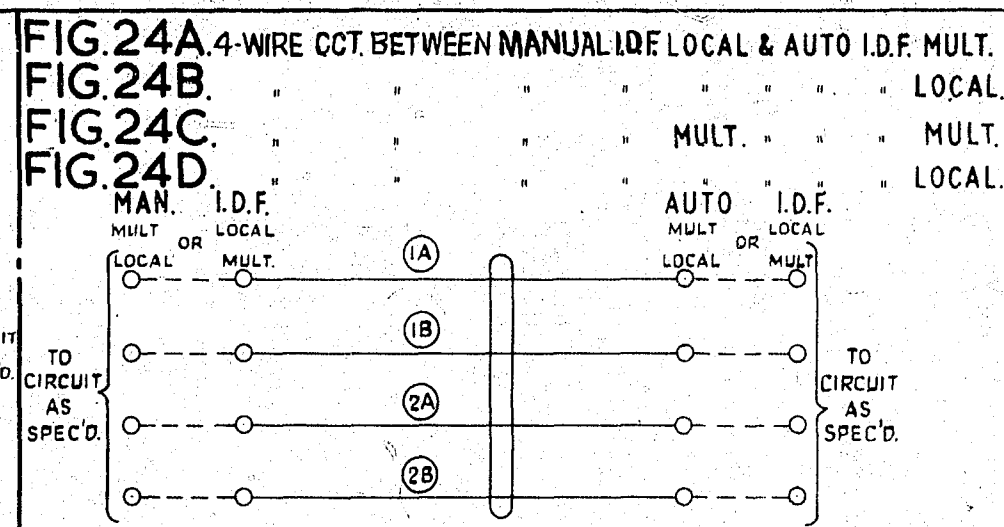 FIG.24A. 4-WIRE CCT. BETWEEN MANUAL I.D.F. LOCAL & AUTO I.D.F. MULT.
FIG.24B. " " " " " " " " LOCAL.
FIG.24C. " " " " MULT. " " " MULT.
FIG.24D. " " " " " " " " LOCAL.
MAN. I.D.F. AUTO I.D.F.
MULT OR LOCAL MULT OR LOCAL
LOCAL MULT. LOCAL MULT
1A
1B
2A
2B
IT
D.
TO
CIRCUIT
AS
SPEC'D.
TO
CIRCUIT
AS
SPEC'D.